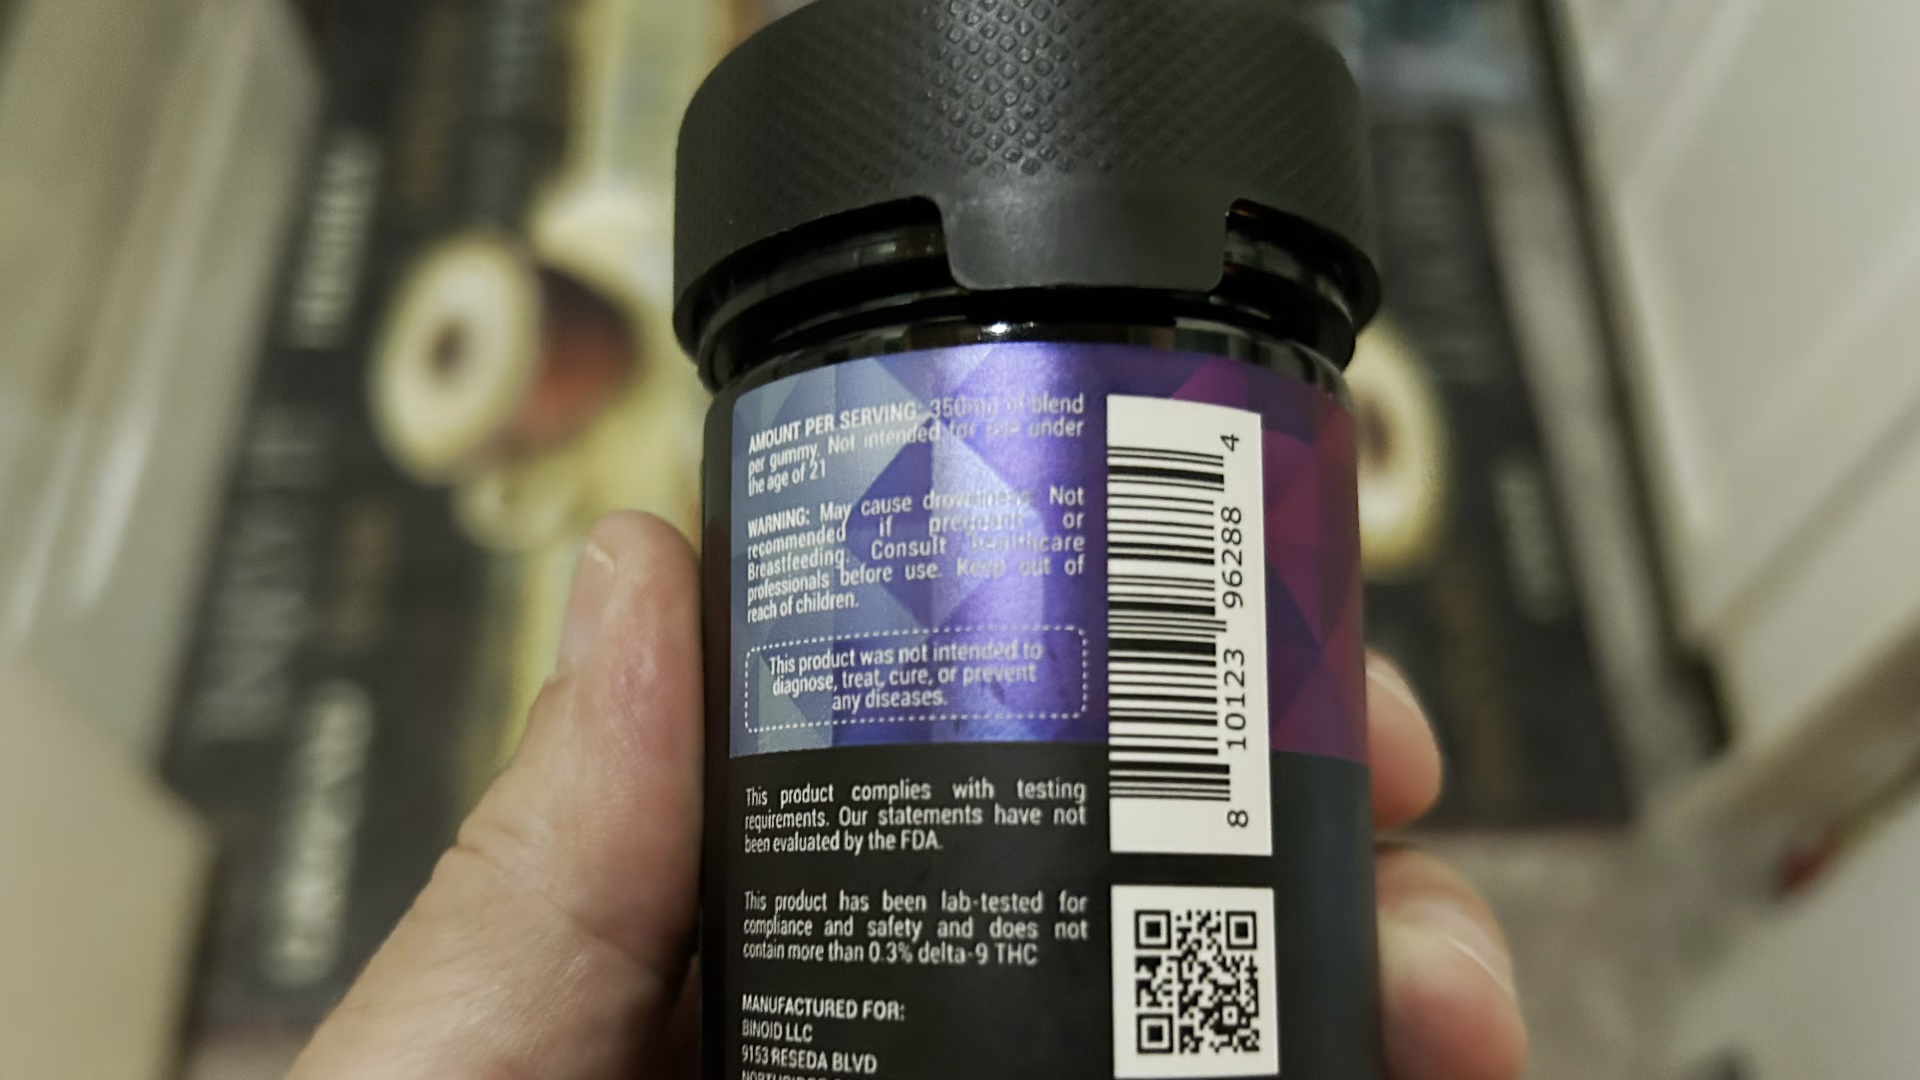 AMOUNT PER SERVING: 350mg of blend
per gummy. Not intended for use under
the age of 21
WARNING: May cause drowsiness. Not
recommended if pregnant or
Breastfeeding. Consult healthcare
professionals before use. Keep out of
reach of children.
This product was not intended to
diagnose, treat, cure, or prevent
any diseases.
This product complies with testing
requirements. Our statements have not
been evaluated by the FDA.
This product has been lab-tested for
compliance and safety and does not
contain more than 0.3% delta-9 THC
MANUFACTURED FOR:
BINOID LLC
9153 RESEDA BLVD
8 10123 96288 4